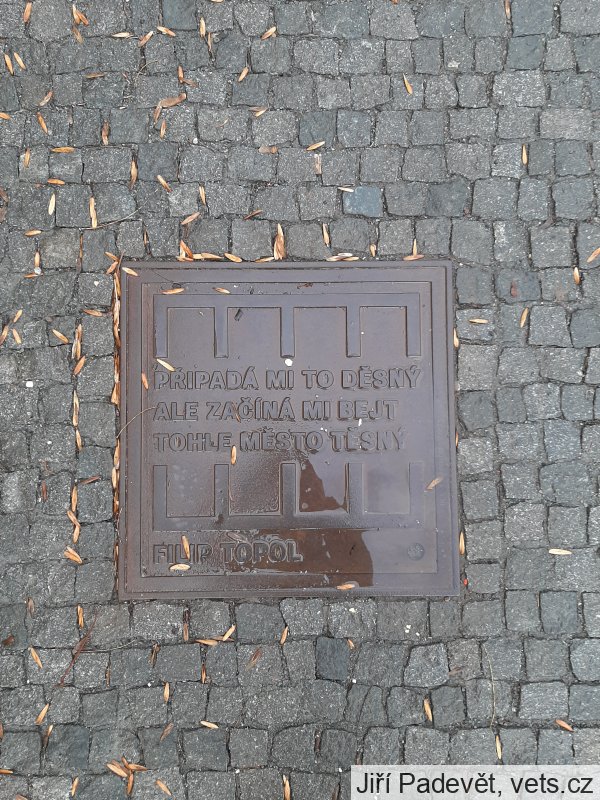 PŘIPADÁ MI TO DĚSNÝ
ALE ZAČÍNÁ MI BEJT
TOHLE MĚSTO TĚSNÝ
FILIP TOPOL
Jiří Padevět, vets.cz